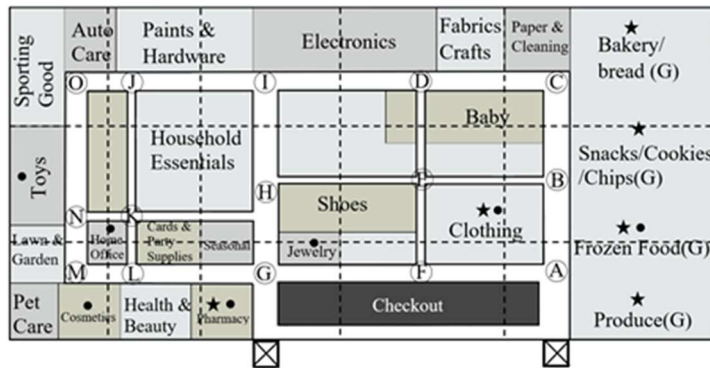 Sporting
Good
Auto
Care
Paints &
Hardware
Electronics
Fabrics
Crafts
Paper &
Cleaning
Bakery/
bread (G)
O
J
I
D
C
Household
Essentials
Baby
Snacks/Cookies
/Chips(G)
Toys
H
E
B
Shoes
Clothing
N
K
Lawn &
Garden
Home
Office
Cards &
Party
Supplies
Seasonal
Jewelry
Frozen Food(G)
M
L
G
F
A
Pet
Care
Cosmetics
Health &
Beauty
Pharmacy
Checkout
Produce(G)